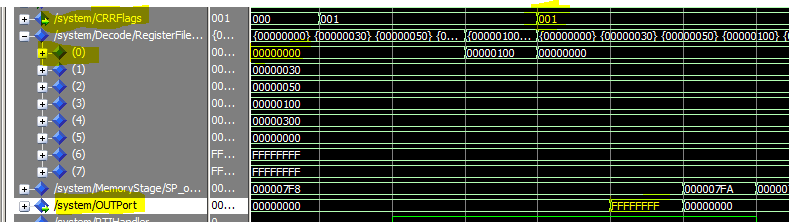 /system/CRRFlags 001 000 001 001
/system/Decode/RegisterFile... {0... {00000000} {00000030} {00000050} {0... {00000100... {00000000} {00000030} {00000050} {00000100} {0
(0) 00... 00000000 00000100 00000000
(1) 00... 00000030
(2) 00... 00000050
(3) 00... 00000100
(4) 00... 00000300
(5) 00... 00000000
(6) FF... FFFFFFFF
(7) FF... FFFFFFFF
/system/MemoryStage/SP_o... 00... 000007F8 000007FA 00000
/system/OUTPort 00... 00000000 FFFFFFFF 00000000